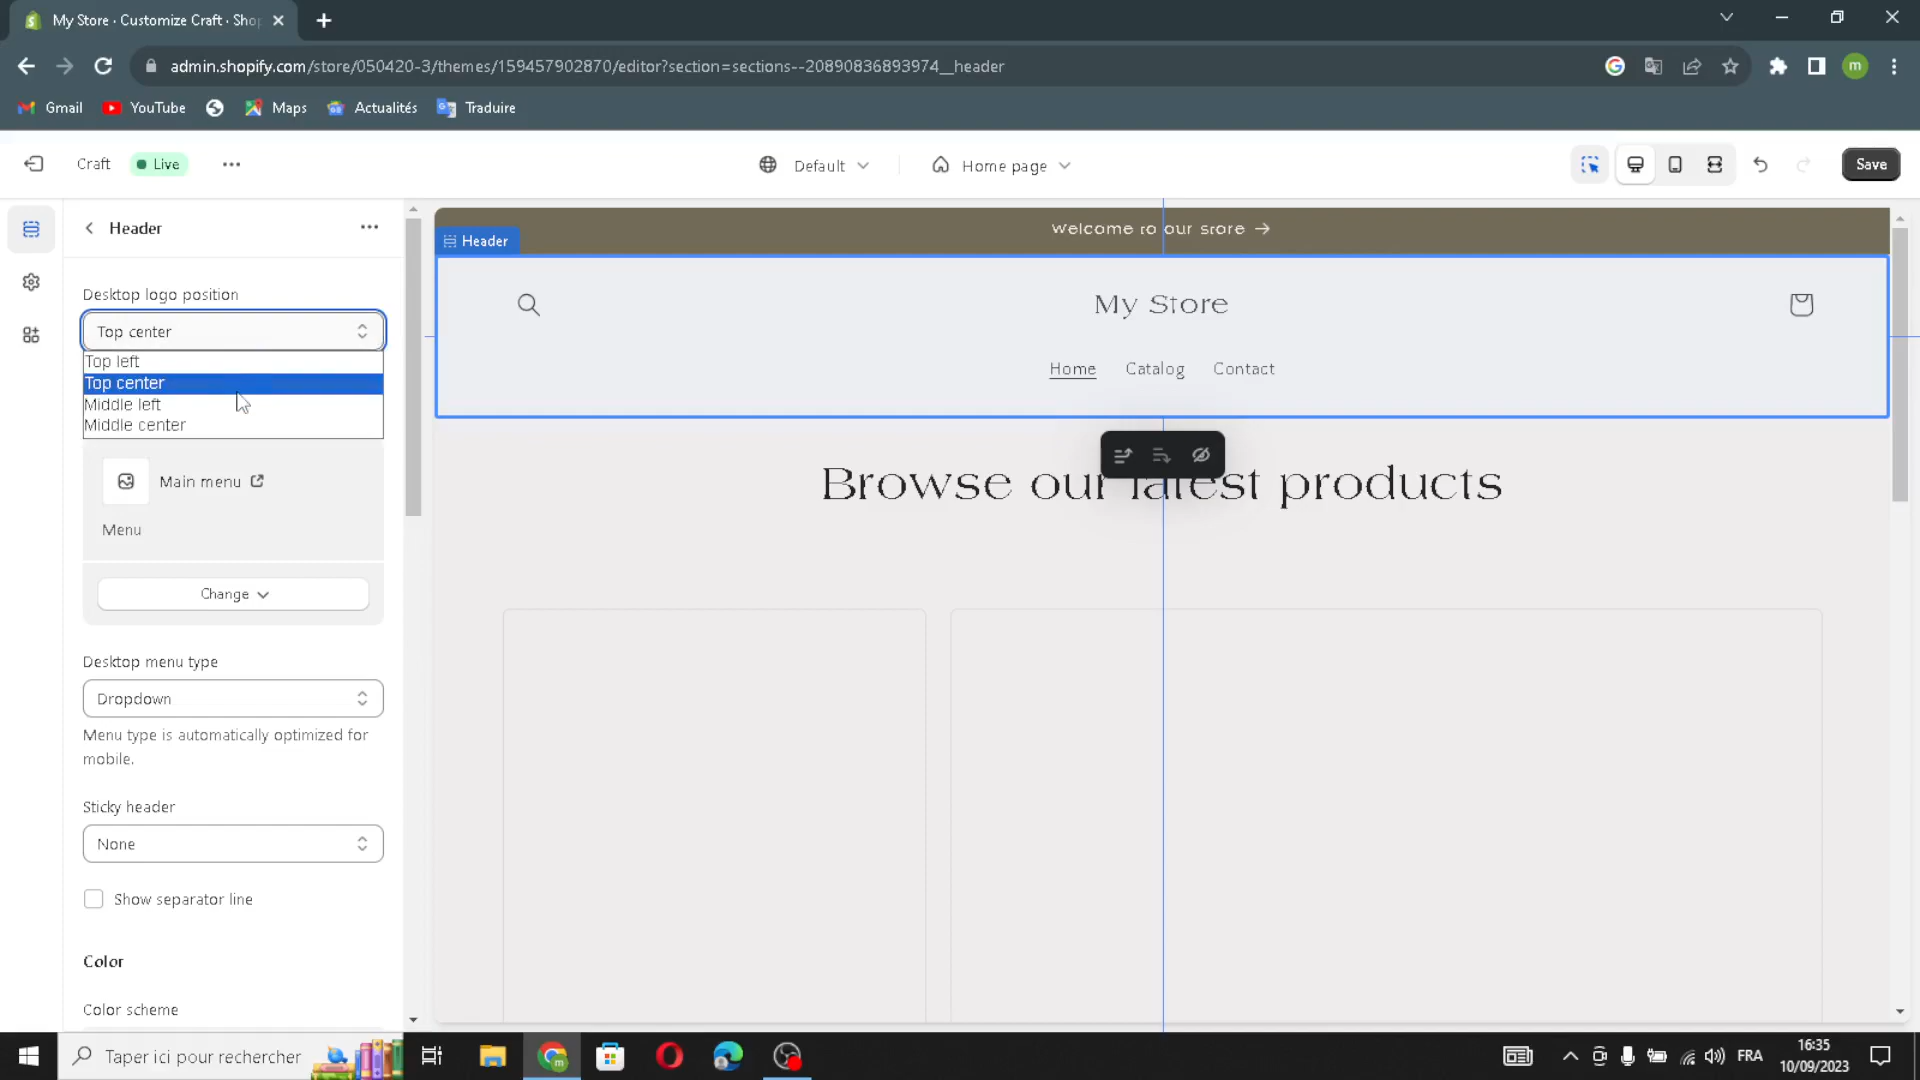 My Store · Customize Craft · Shop
admin.shopify.com/store/050420-3/themes/159457902870/editor?section=sections--20890836893974__header
m
Gmail
YouTube
Maps
Actualités
Traduire
Craft
Live
Default
Home page
Save
Header
Desktop logo position
Top center
Top left
Top center
Middle left
Middle center
Main menu
Menu
Change
Desktop menu type
Dropdown
Menu type is automatically optimized for
mobile.
Sticky header
None
Show separator line
Color
Color scheme
Welcome to our store →
Header
My Store
Home
Catalog
Contact
Browse our latest products
Taper ici pour rechercher
FRA
16:35
10/09/2023